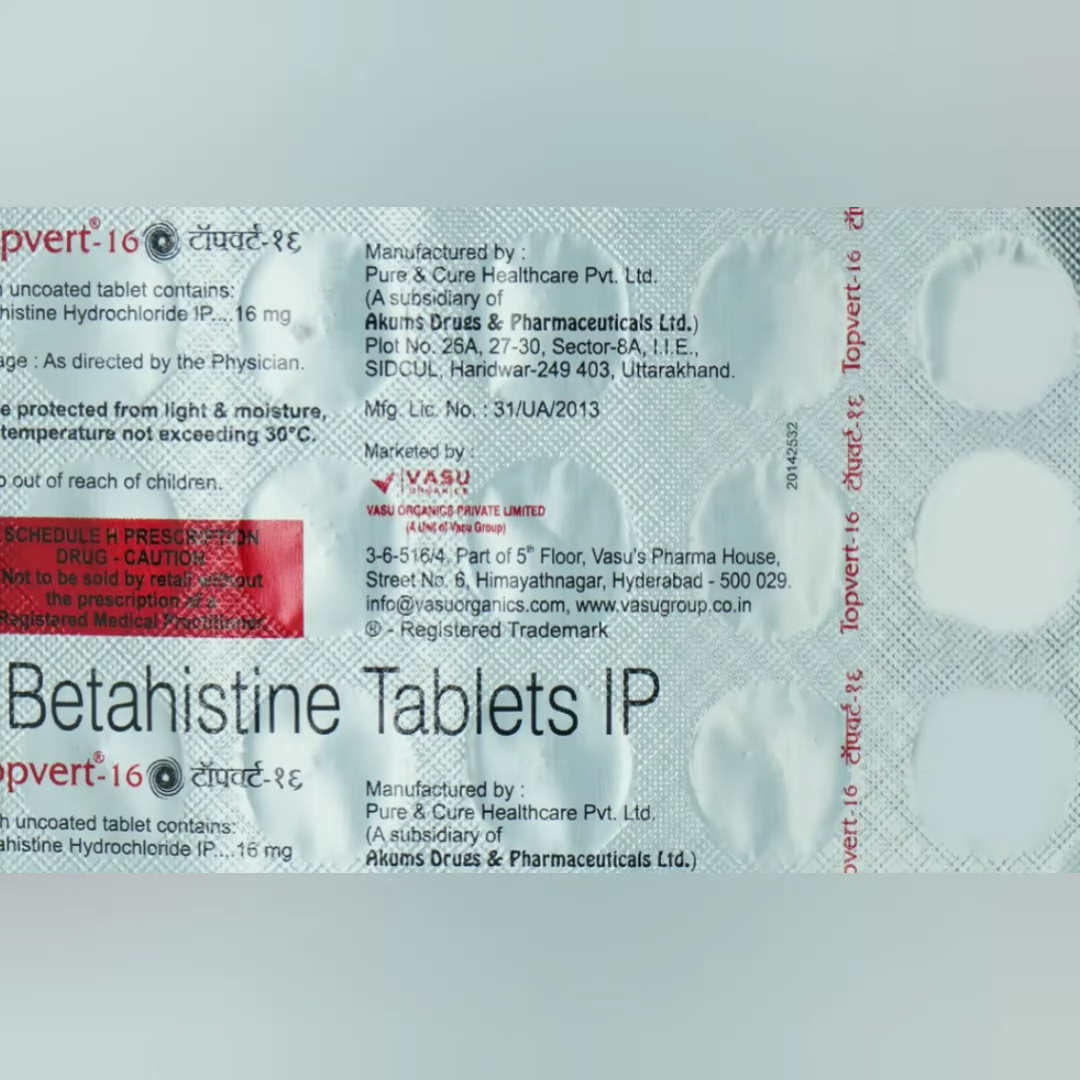 pvert®-16 टॉपवर्ट-१६
uncoated tablet contains:
histine Hydrochloride IP....16 mg
age : As directed by the Physician.
e protected from light & moisture,
temperature not exceeding 30°C.
out of reach of children.
SCHEDULE H PRESCRIPTION
DRUG - CAUTION
Not to be sold by retail without
the prescription of a
Registered Medical Practitioner.
Manufactured by :
Pure & Cure Healthcare Pvt. Ltd.
(A subsidiary of
Akums Drugs & Pharmaceuticals Ltd.)
Plot No. 26A, 27-30, Sector-8A, I.I.E.,
SIDCUL, Haridwar-249 403, Uttarakhand.
Mfg. Lic. No. : 31/UA/2013
Marketed by :
VASU
ORGANICS
VASU ORGANICS PRIVATE LIMITED
(A Unit of Vasu Group)
3-6-516/4, Part of 5th Floor, Vasu's Pharma House,
Street No. 6, Himayathnagar, Hyderabad - 500 029.
info@vasuorganics.com, www.vasugroup.co.in
® - Registered Trademark
20142532
Betahistine Tablets IP
opvert®-16 टॉपवर्ट-१६
h uncoated tablet contains:
ahistine Hydrochloride IP....16 mg
Manufactured by :
Pure & Cure Healthcare Pvt. Ltd.
(A subsidiary of
Akums Drugs & Pharmaceuticals Ltd.)
overt-16 टॉपवर्ट-१६ Topvert-16 टॉपवर्ट-१६ Topvert-16 टॉ